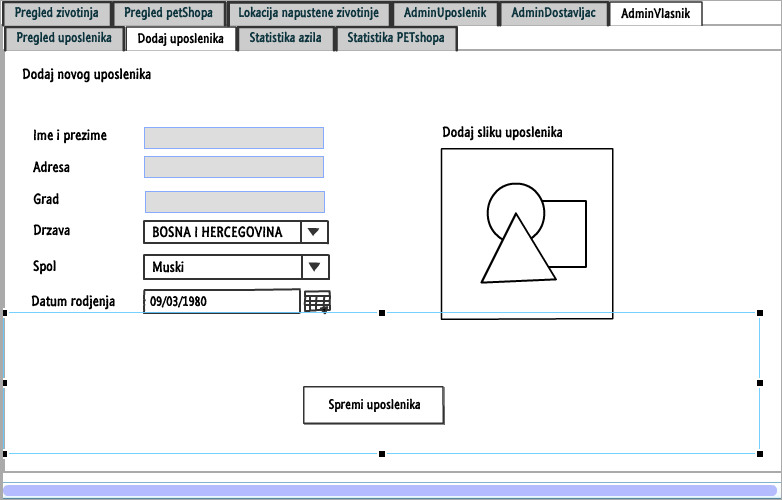 Pregled zivotinja Pregled petShopa Lokacija napustene zivotinje AdminUposlenik AdminDostavljac AdminVlasnik
Pregled uposlenika Dodaj uposlenika Statistika azila Statistika PETshopa
Dodaj novog uposlenika
Ime i prezime
Adresa
Grad
Drzava BOSNA I HERCEGOVINA
Spol Muski
Datum rodjenja 09/03/1980
Dodaj sliku uposlenika
Spremi uposlenika